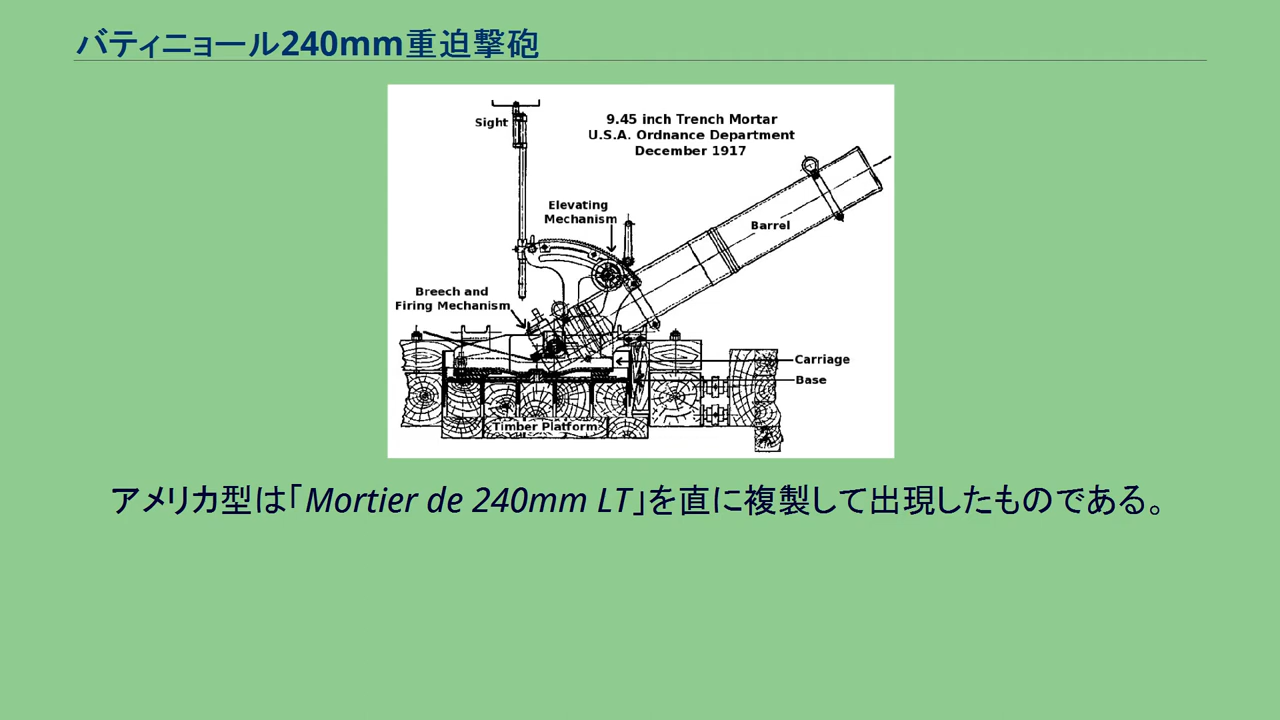 バティニョール240mm重迫撃砲
9.45 inch Trench Mortar
U.S.A. Ordnance Department
December 1917
Sight
Elevating
Mechanism
Barrel
Breech and
Firing Mechanism
Carriage
Base
Timber Platform
アメリカ型は「Mortier de 240mm LT」を直に複製して出現したものである。